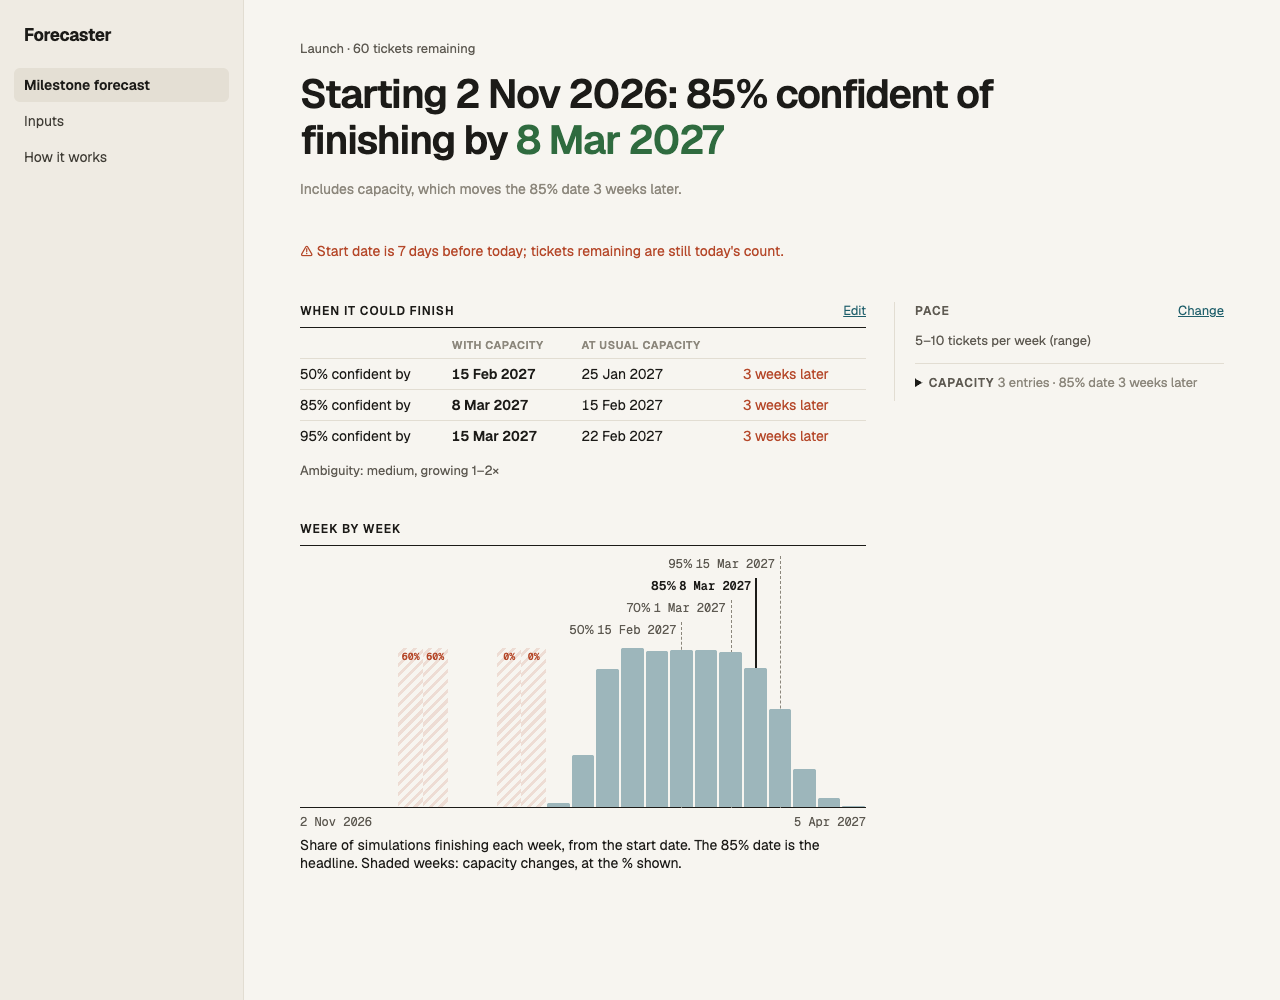 Forecaster
Milestone forecast
Inputs
How it works
Launch · 60 tickets remaining
Starting 2 Nov 2026: 85% confident of
finishing by 8 Mar 2027
Includes capacity, which moves the 85% date 3 weeks later.
⚠ Start date is 7 days before today; tickets remaining are still today's count.
WHEN IT COULD FINISH Edit
WITH CAPACITY AT USUAL CAPACITY
50% confident by 15 Feb 2027 25 Jan 2027 3 weeks later
85% confident by 8 Mar 2027 15 Feb 2027 3 weeks later
95% confident by 15 Mar 2027 22 Feb 2027 3 weeks later
Ambiguity: medium, growing 1–2×
PACE Change
5–10 tickets per week (range)
CAPACITY 3 entries · 85% date 3 weeks later
WEEK BY WEEK
95% 15 Mar 2027
85% 8 Mar 2027
70% 1 Mar 2027
50% 15 Feb 2027
60% 60% 0% 0%
2 Nov 2026 5 Apr 2027
Share of simulations finishing each week, from the start date. The 85% date is the
headline. Shaded weeks: capacity changes, at the % shown.